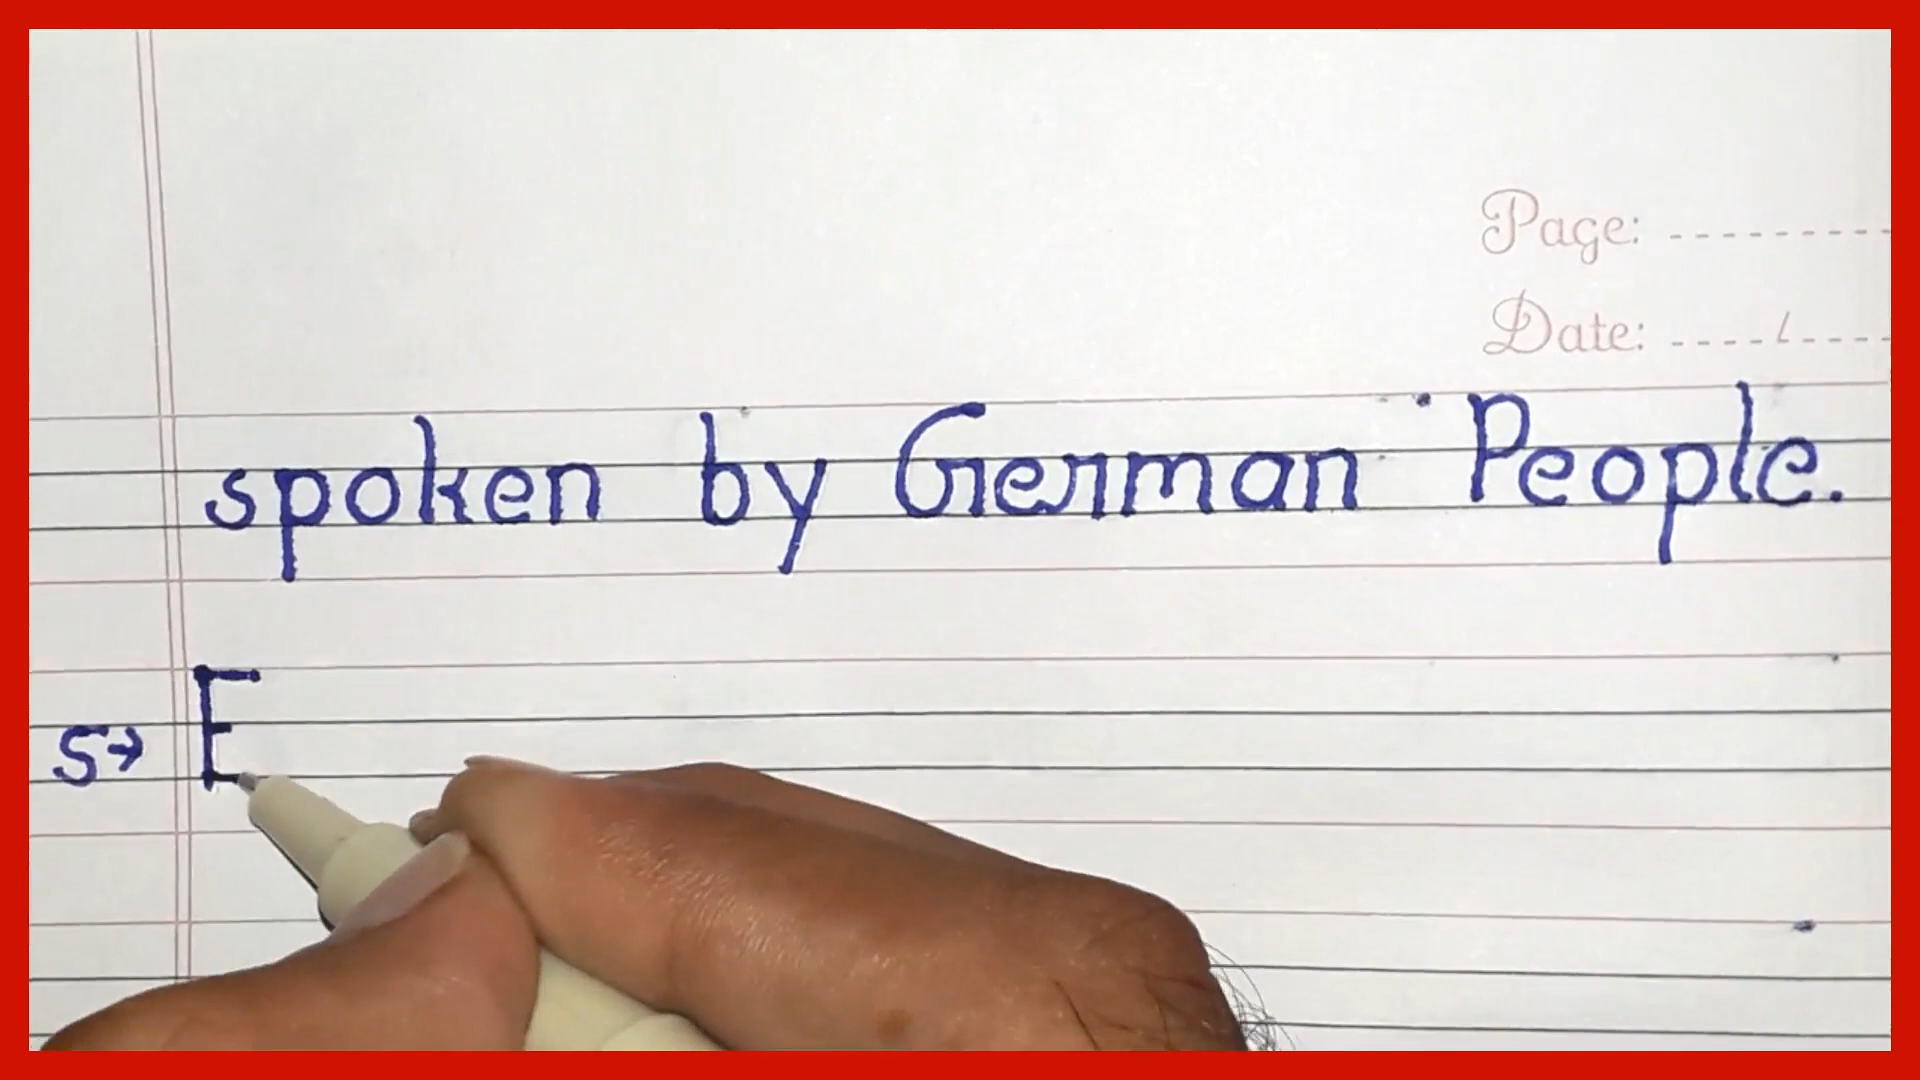 Page:
Date:
spoken by German People.
5→ E